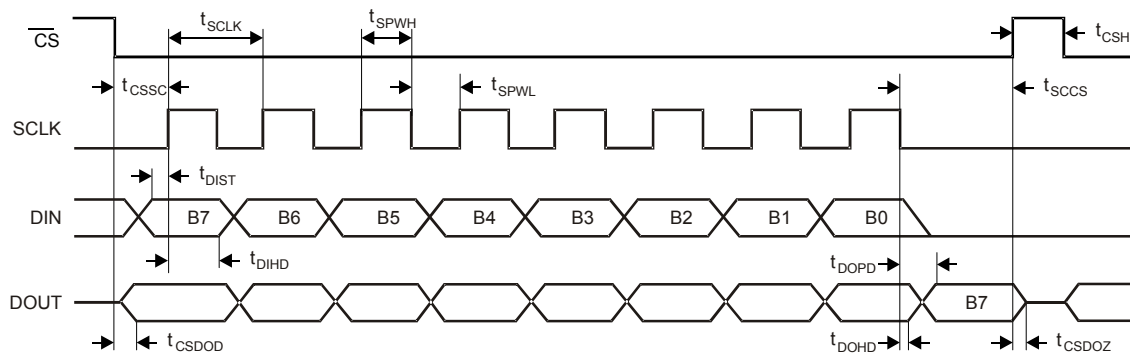 tSCLK
tSPWH
CS
tCSH
tCSSC
tSPWL
tSCCS
SCLK
tDIST
DIN
B7 B6 B5 B4 B3 B2 B1 B0
tDIHD
tDOPD
DOUT
B7
tCSDOD
tDOHD
tCSDOZ